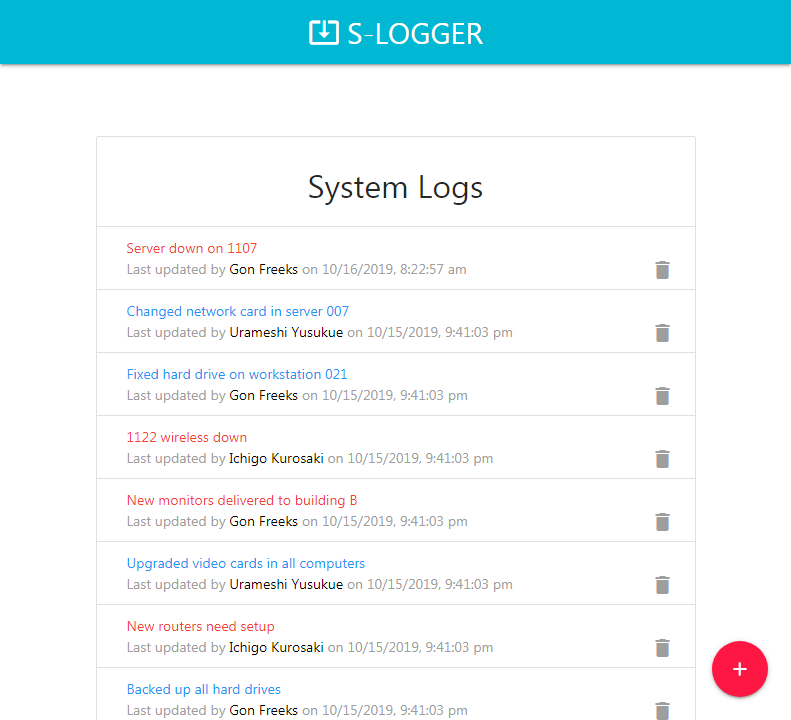 S-LOGGER
System Logs
Server down on 1107
Last updated by Gon Freeks on 10/16/2019, 8:22:57 am
Changed network card in server 007
Last updated by Urameshi Yusukue on 10/15/2019, 9:41:03 pm
Fixed hard drive on workstation 021
Last updated by Gon Freeks on 10/15/2019, 9:41:03 pm
1122 wireless down
Last updated by Ichigo Kurosaki on 10/15/2019, 9:41:03 pm
New monitors delivered to building B
Last updated by Gon Freeks on 10/15/2019, 9:41:03 pm
Upgraded video cards in all computers
Last updated by Urameshi Yusukue on 10/15/2019, 9:41:03 pm
New routers need setup
Last updated by Ichigo Kurosaki on 10/15/2019, 9:41:03 pm
Backed up all hard drives
Last updated by Gon Freeks on 10/15/2019, 9:41:03 pm